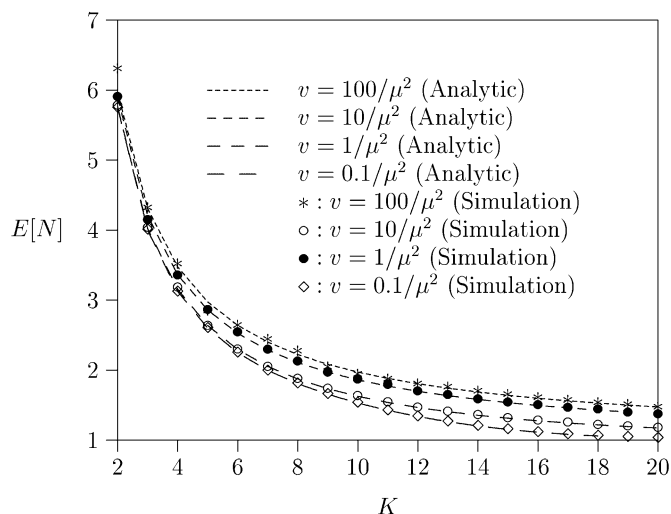 7
6
5
4
3
2
1
E[N]
v = 100/μ² (Analytic)
v = 10/μ² (Analytic)
v = 1/μ² (Analytic)
v = 0.1/μ² (Analytic)
∗ : v = 100/μ² (Simulation)
○ : v = 10/μ² (Simulation)
● : v = 1/μ² (Simulation)
◇ : v = 0.1/μ² (Simulation)
2 4 6 8 10 12 14 16 18 20
K